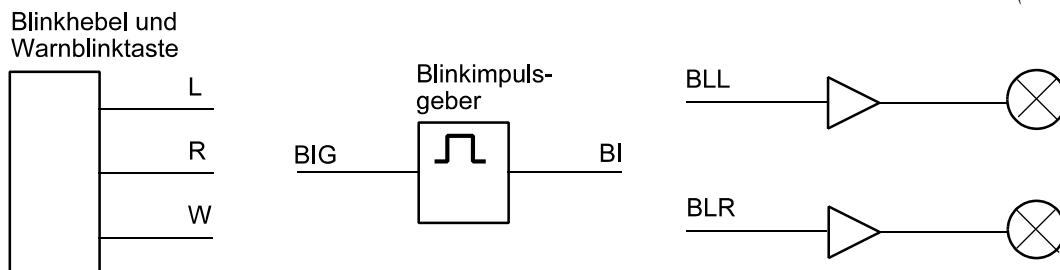 Blinkhebel und
Warnblinktaste
L
R
W
Blinkimpuls-
geber
BIG
BI
BLL
BLR